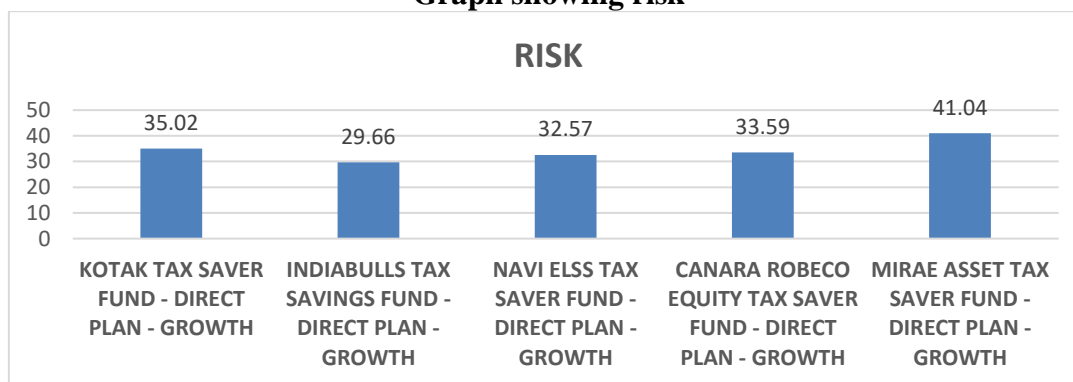 Graph showing risk
RISK
50
40
30
20
10
0
35.02
29.66
32.57
33.59
41.04
KOTAK TAX SAVER
FUND - DIRECT
PLAN - GROWTH
INDIABULLS TAX
SAVINGS FUND -
DIRECT PLAN -
GROWTH
NAVI ELSS TAX
SAVER FUND -
DIRECT PLAN -
GROWTH
CANARA ROBECO
EQUITY TAX SAVER
FUND - DIRECT
PLAN - GROWTH
MIRAE ASSET TAX
SAVER FUND -
DIRECT PLAN -
GROWTH